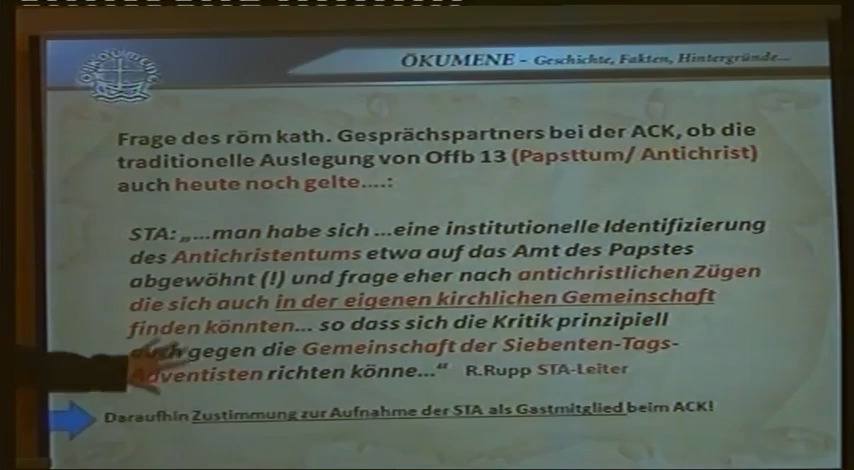 OIKOUMENE
ÖKUMENE – Geschichte, Fakten, Hintergründe...
Frage des röm kath. Gesprächspartners bei der ACK, ob die
traditionelle Auslegung von Offb 13 (Papsttum/ Antichrist)
auch heute noch gelte....:
STA: „...man habe sich ...eine institutionelle Identifizierung
des Antichristentums etwa auf das Amt des Papstes
abgewöhnt (!) und frage eher nach antichristlichen Zügen
die sich auch in der eigenen kirchlichen Gemeinschaft
finden könnten... so dass sich die Kritik prinzipiell
auch gegen die Gemeinschaft der Siebenten-Tags-
Adventisten richten könne...“ R.Rupp STA-Leiter
Daraufhin Zustimmung zur Aufnahme der STA als Gastmitglied beim ACK!